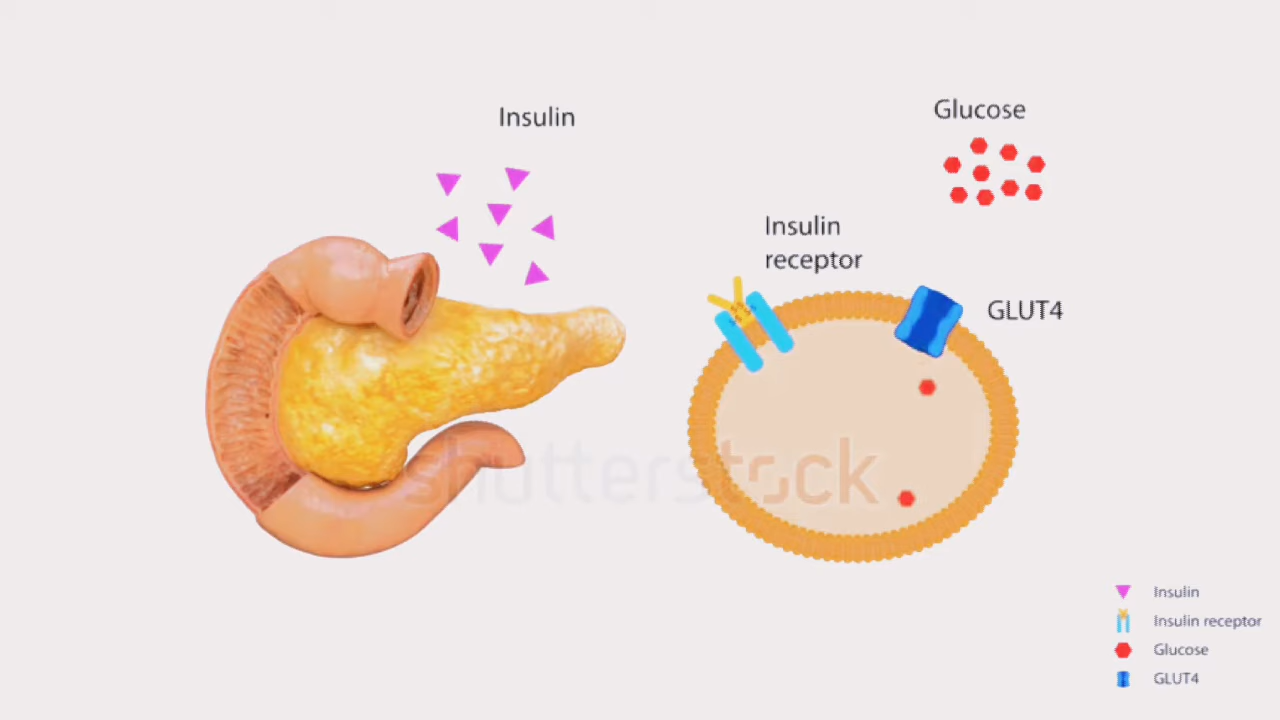 Glucose
Insulin
Insulin
receptor
GLUT4
shutterstock
Insulin
Insulin receptor
Glucose
GLUT4